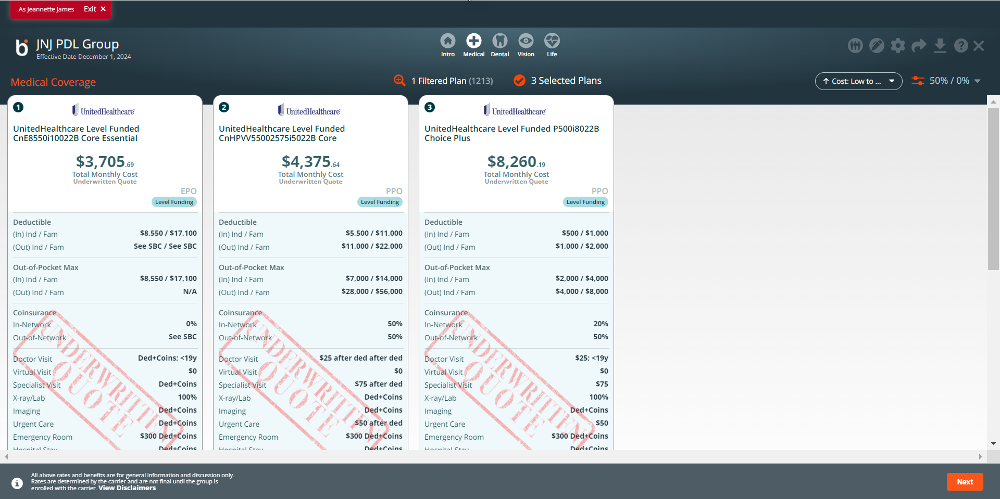 As Jeannette James Exit ✕
JNJ PDL Group
Effective Date December 1, 2024
Intro Medical Dental Vision Life
Medical Coverage
1 Filtered Plan (1213)
3 Selected Plans
↑ Cost: Low to ...
50% / 0%
1
UnitedHealthcare
UnitedHealthcare Level Funded
CnE8550i10022B Core Essential
$3,705.69
Total Monthly Cost
Underwritten Quote
EPO
Level Funding
Deductible
(In) Ind / Fam $8,550 / $17,100
(Out) Ind / Fam See SBC / See SBC
Out-of-Pocket Max
(In) Ind / Fam $8,550 / $17,100
(Out) Ind / Fam N/A
Coinsurance
In-Network 0%
Out-of-Network See SBC
Doctor Visit Ded+Coins; <19y
Virtual Visit $0
Specialist Visit Ded+Coins
X-ray/Lab 100%
Imaging Ded+Coins
Urgent Care Ded+Coins
Emergency Room $300 Ded+Coins
Hospital Stay Ded+Coins
UNDERWRITTEN
QUOTE
2
UnitedHealthcare
UnitedHealthcare Level Funded
CnHPVV55002575i5022B Core
$4,375.64
Total Monthly Cost
Underwritten Quote
PPO
Level Funding
Deductible
(In) Ind / Fam $5,500 / $11,000
(Out) Ind / Fam $11,000 / $22,000
Out-of-Pocket Max
(In) Ind / Fam $7,000 / $14,000
(Out) Ind / Fam $28,000 / $56,000
Coinsurance
In-Network 50%
Out-of-Network 50%
Doctor Visit $25 after ded after ded
Virtual Visit $0
Specialist Visit $75 after ded
X-ray/Lab Ded+Coins
Imaging Ded+Coins
Urgent Care $50 after ded
Emergency Room $300 Ded+Coins
Hospital Stay Ded+Coins
UNDERWRITTEN
QUOTE
3
UnitedHealthcare
UnitedHealthcare Level Funded P500i8022B
Choice Plus
$8,260.19
Total Monthly Cost
Underwritten Quote
PPO
Level Funding
Deductible
(In) Ind / Fam $500 / $1,000
(Out) Ind / Fam $1,000 / $2,000
Out-of-Pocket Max
(In) Ind / Fam $2,000 / $4,000
(Out) Ind / Fam $4,000 / $8,000
Coinsurance
In-Network 20%
Out-of-Network 50%
Doctor Visit $25; <19y
Virtual Visit $0
Specialist Visit $75
X-ray/Lab 100%
Imaging Ded+Coins
Urgent Care $50
Emergency Room $300 Ded+Coins
Hospital Stay Ded+Coins
UNDERWRITTEN
QUOTE
All above rates and benefits are for general information and discussion only.
Rates are determined by the carrier and are not final until the group is
enrolled with the carrier. View Disclaimers
Next